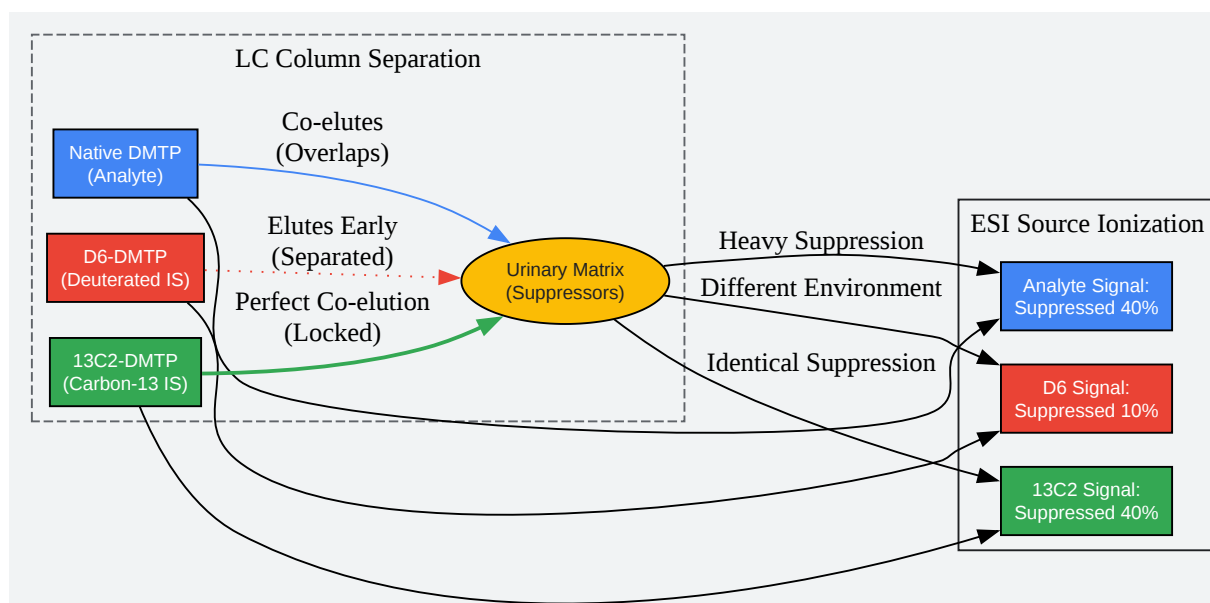 LC Column Separation
Native DMTP
(Analyte)
Co-elutes
(Overlaps)
D6-DMTP
(Deuterated IS)
Elutes Early
(Separated)
13C2-DMTP
(Carbon-13 IS)
Perfect Co-elution
(Locked)
Urinary Matrix
(Suppressors)
Heavy Suppression
Different Environment
Identical Suppression
ESI Source Ionization
Analyte Signal:
Suppressed 40%
D6 Signal:
Suppressed 10%
13C2 Signal:
Suppressed 40%